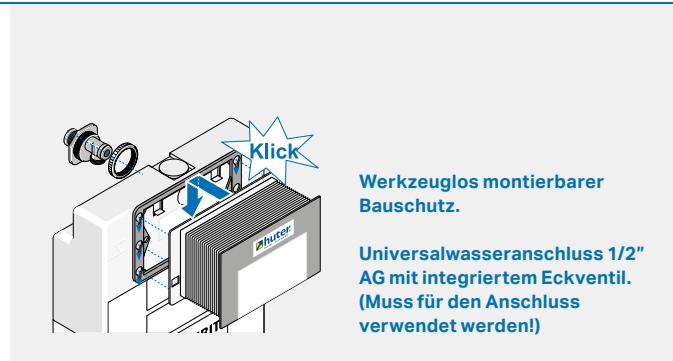 Klick
huter
Werkzeuglos montierbarer
Bauschutz.
Universalwasseranschluss 1/2”
AG mit integriertem Eckventil.
(Muss für den Anschluss
verwendet werden!)